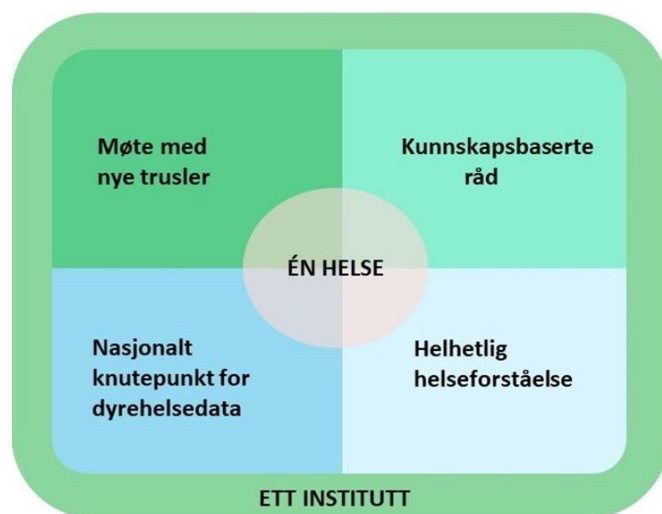 Møte med
nye trusler
Kunnskapsbaserte
råd
ÉN HELSE
Nasjonalt
knutepunkt for
dyrehelsedata
Helhetlig
helseforståelse
ETT INSTITUTT